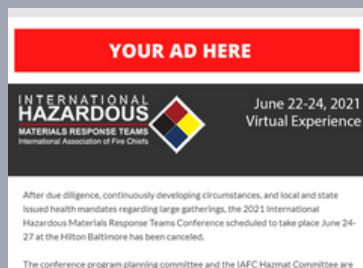 YOUR AD HERE
INTERNATIONAL
HAZARDOUS
MATERIALS RESPONSE TEAMS
International Association of Fire Chiefs
June 22-24, 2021
Virtual Experience
After due diligence, continuously developing circumstances, and local and state
issued health mandates regarding large gatherings, the 2021 International
Hazardous Materials Response Teams Conference scheduled to take place June 24-
27 at the Hilton Baltimore has been canceled.
The conference program planning committee and the IAFC Hazmat Committee are